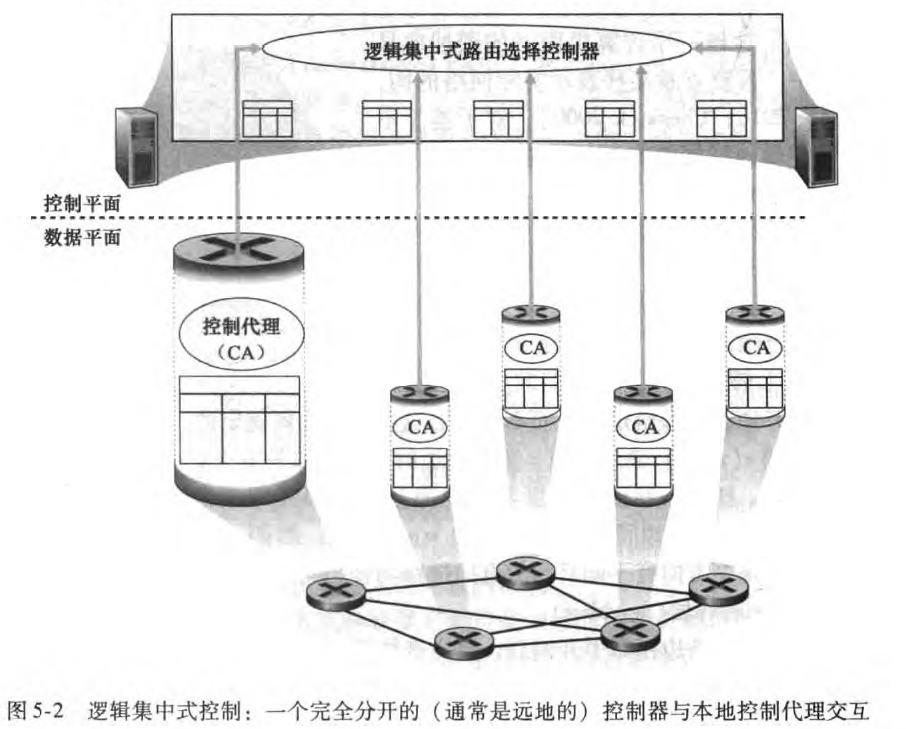 逻辑集中式路由选择控制器
控制平面
数据平面
控制代理
（CA）
CA
CA
CA
CA
图5-2 逻辑集中式控制：一个完全分开的（通常是远地的）控制器与本地控制代理交互